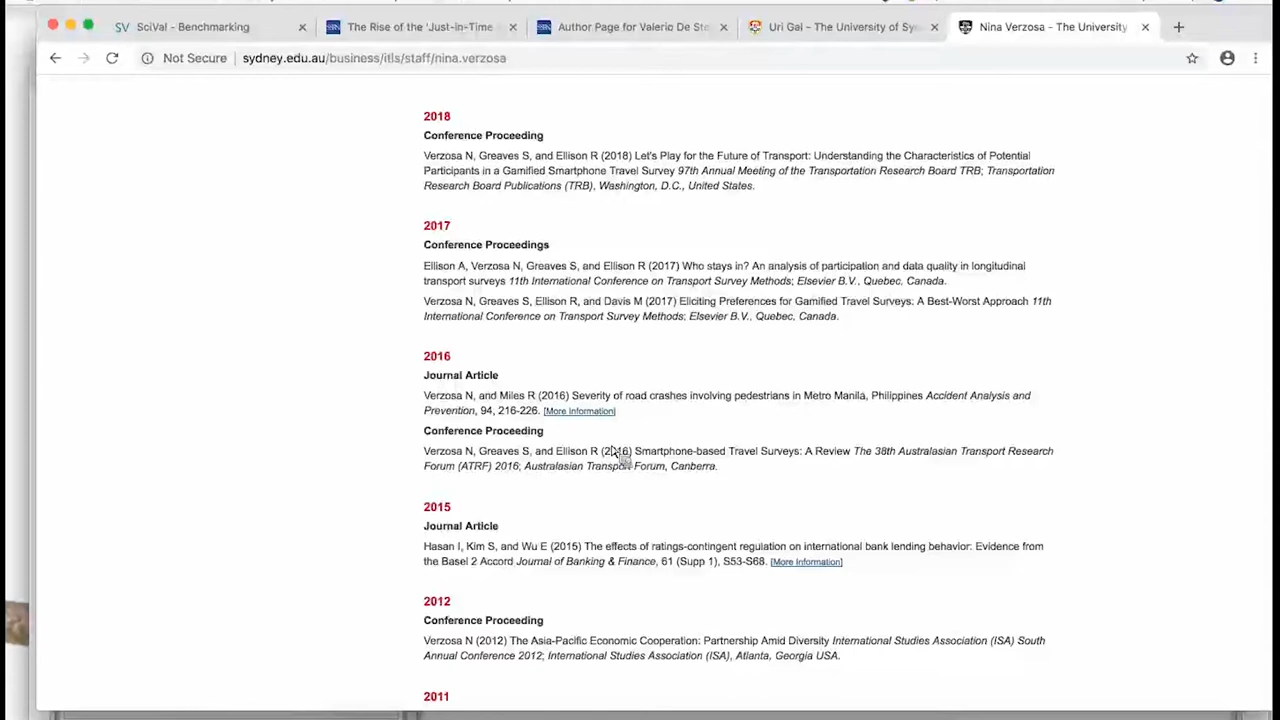 SciVal - Benchmarking
The Rise of the 'Just-in-Time
Author Page for Valerio De Ste
Uri Gal - The University of Syd
Nina Verzosa - The University
Not Secure
sydney.edu.au/business/itls/staff/nina.verzosa
2018
Conference Proceeding
Verzosa N, Greaves S, and Ellison R (2018) Let's Play for the Future of Transport: Understanding the Characteristics of Potential
Participants in a Gamified Smartphone Travel Survey 97th Annual Meeting of the Transportation Research Board TRB; Transportation
Research Board Publications (TRB), Washington, D.C., United States.
2017
Conference Proceedings
Ellison A, Verzosa N, Greaves S, and Ellison R (2017) Who stays in? An analysis of participation and data quality in longitudinal
transport surveys 11th International Conference on Transport Survey Methods; Elsevier B.V., Quebec, Canada.
Verzosa N, Greaves S, Ellison R, and Davis M (2017) Eliciting Preferences for Gamified Travel Surveys: A Best-Worst Approach 11th
International Conference on Transport Survey Methods; Elsevier B.V., Quebec, Canada.
2016
Journal Article
Verzosa N, and Miles R (2016) Severity of road crashes involving pedestrians in Metro Manila, Philippines Accident Analysis and
Prevention, 94, 216-226. [More Information]
Conference Proceeding
Verzosa N, Greaves S, and Ellison R (2016) Smartphone-based Travel Surveys: A Review The 38th Australasian Transport Research
Forum (ATRF) 2016; Australasian Transport Forum, Canberra.
2015
Journal Article
Hasan I, Kim S, and Wu E (2015) The effects of ratings-contingent regulation on international bank lending behavior: Evidence from
the Basel 2 Accord Journal of Banking & Finance, 61 (Supp 1), S53-S68. [More Information]
2012
Conference Proceeding
Verzosa N (2012) The Asia-Pacific Economic Cooperation: Partnership Amid Diversity International Studies Association (ISA) South
Annual Conference 2012; International Studies Association (ISA), Atlanta, Georgia USA.
2011